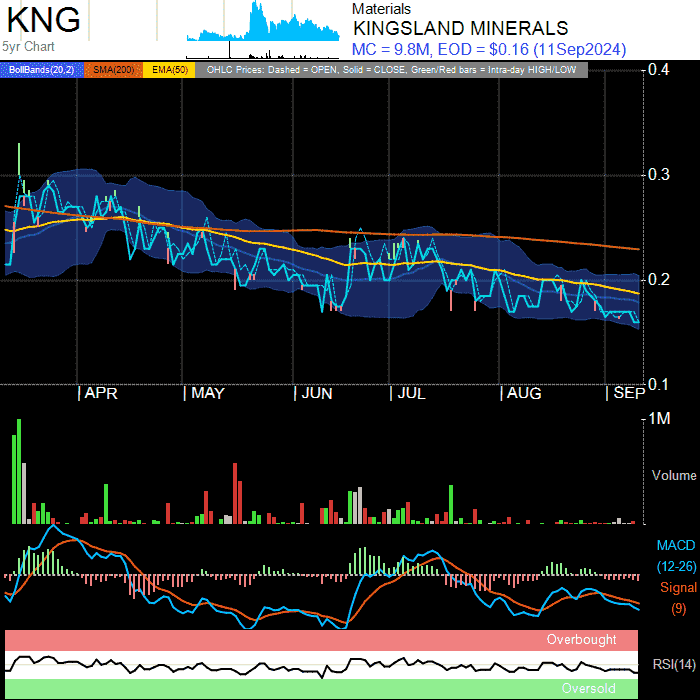 KNG
5yr Chart
Materials
KINGSLAND MINERALS
MC = 9.8M, EOD = $0.16 (11Sep2024)
BollBands(20,2) SMA(200) EMA(50) OHLC Prices: Dashed = OPEN, Solid = CLOSE, Green/Red bars = Intra-day HIGH/LOW
0.4
0.3
0.2
0.1
APR MAY JUN JUL AUG SEP
1M
Volume
MACD
(12-26)
Signal
(9)
Overbought
RSI(14)
Oversold